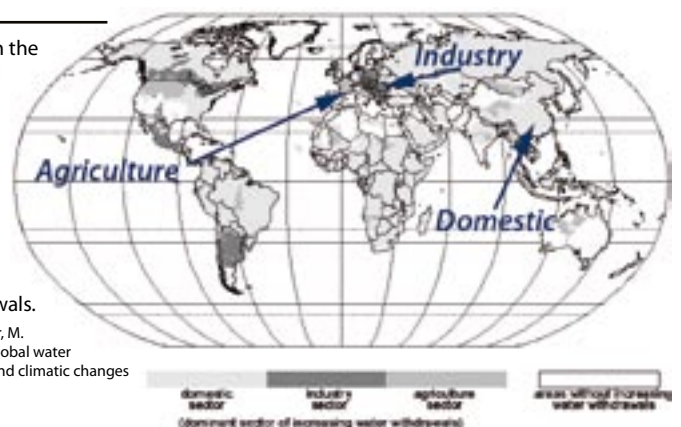 n the
wals.
r, M.
obal water
nd climatic changes
Industry
Agriculture
Domestic
domestic
sector
industry
sector
agriculture
sector
areas without increasing
water withdrawals
(dominant sector of increasing water withdrawals)